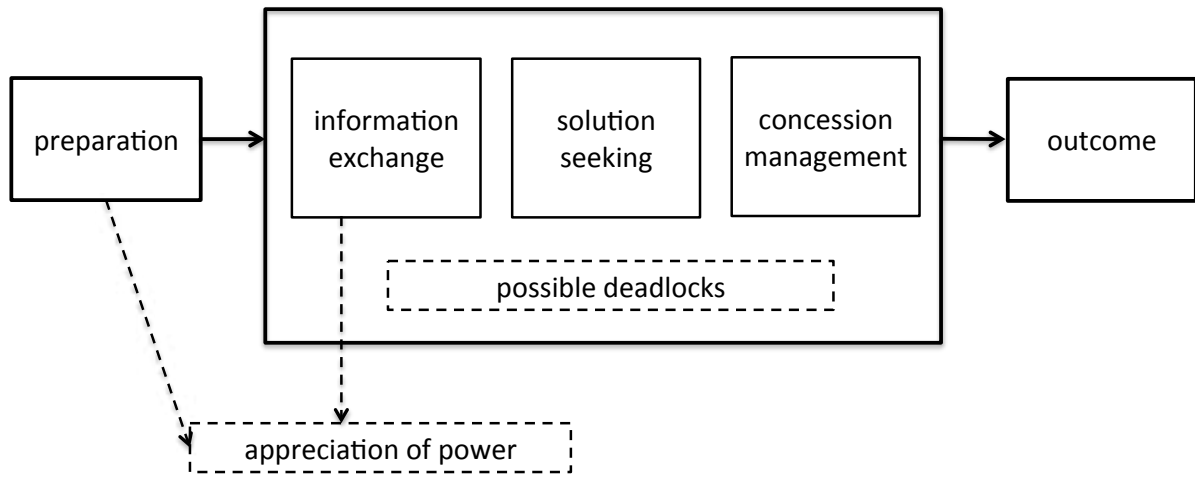 preparation
information
exchange
solution
seeking
concession
management
outcome
possible deadlocks
appreciation of power